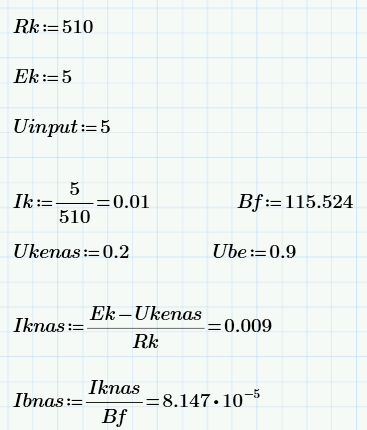 Rk:=510
Ek:=5
Uinput:=5
Ik:=5/510=0.01 Bf:=115.524
Ukenas:=0.2 Ube:=0.9
Iknas:=(Ek−Ukenas)/Rk=0.009
Ibnas:=Iknas/Bf=8.147•10⁻⁵